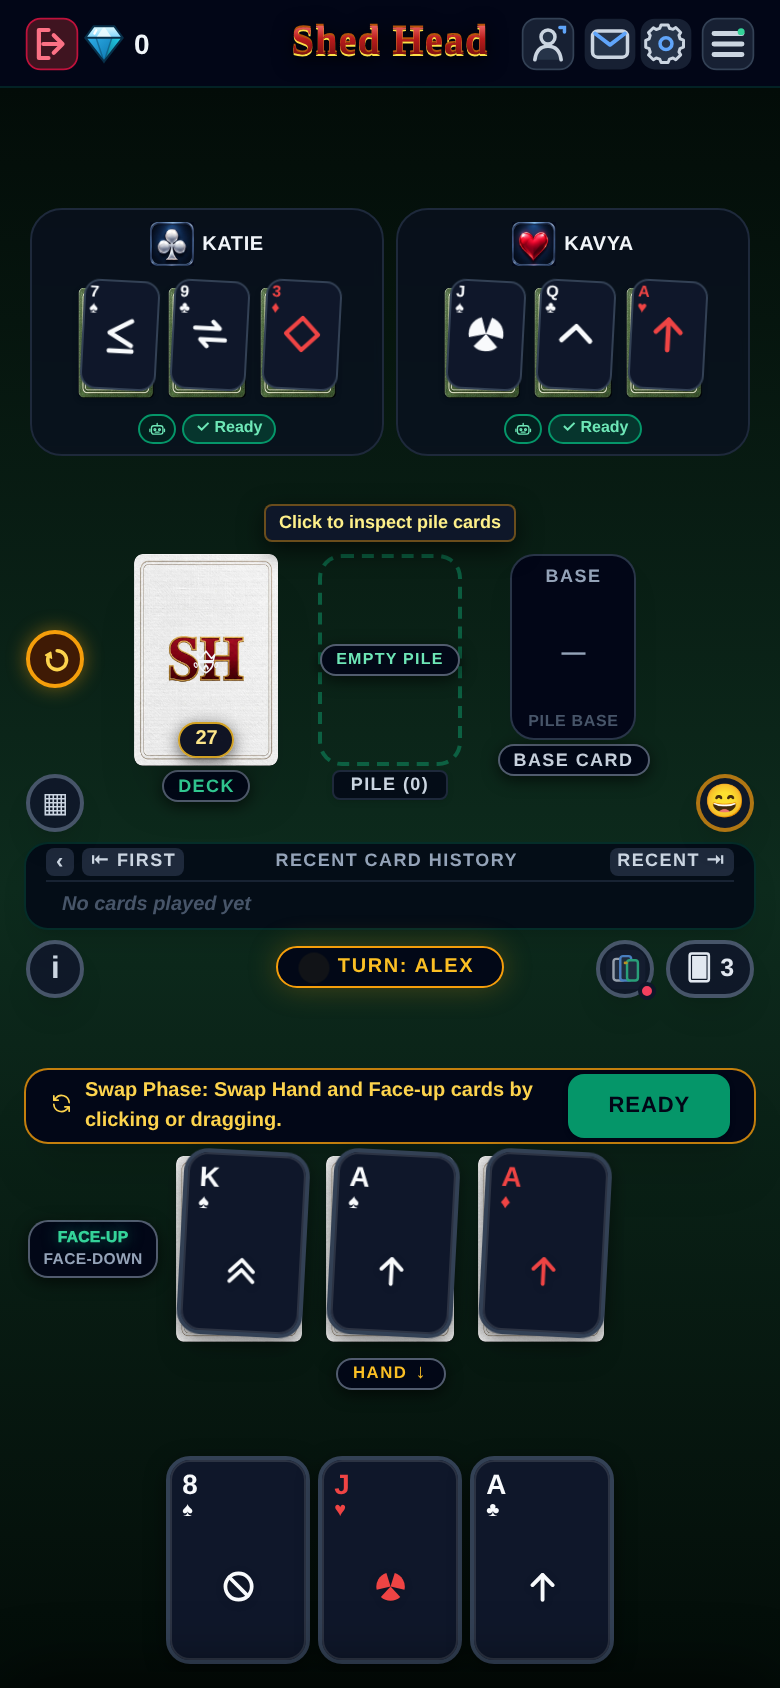 0
Shed Head
KATIE
7
♠
9
♣
3
♦
Ready
KAVYA
J
♠
Q
♣
A
♥
Ready
Click to inspect pile cards
SH
27
DECK
EMPTY PILE
PILE (0)
BASE
—
PILE BASE
BASE CARD
‹
⇤ FIRST
RECENT CARD HISTORY
RECENT ⇥
No cards played yet
i
TURN: ALEX
3
Swap Phase: Swap Hand and Face-up cards by
clicking or dragging.
READY
FACE-UP
FACE-DOWN
K
♠
A
♠
A
♦
HAND ↓
8
♠
J
♥
A
♣